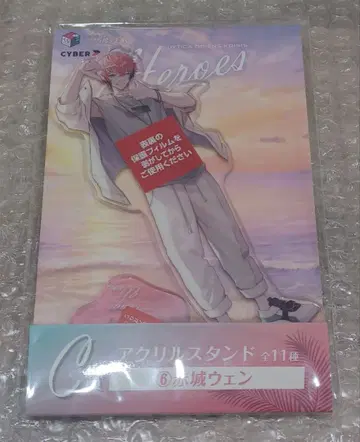 CYBER
Heroes
表裏の
保護フィルムを
剥がしてから
ご使用ください
C
アクリルスタンド 全11種
⑥赤城ウェン